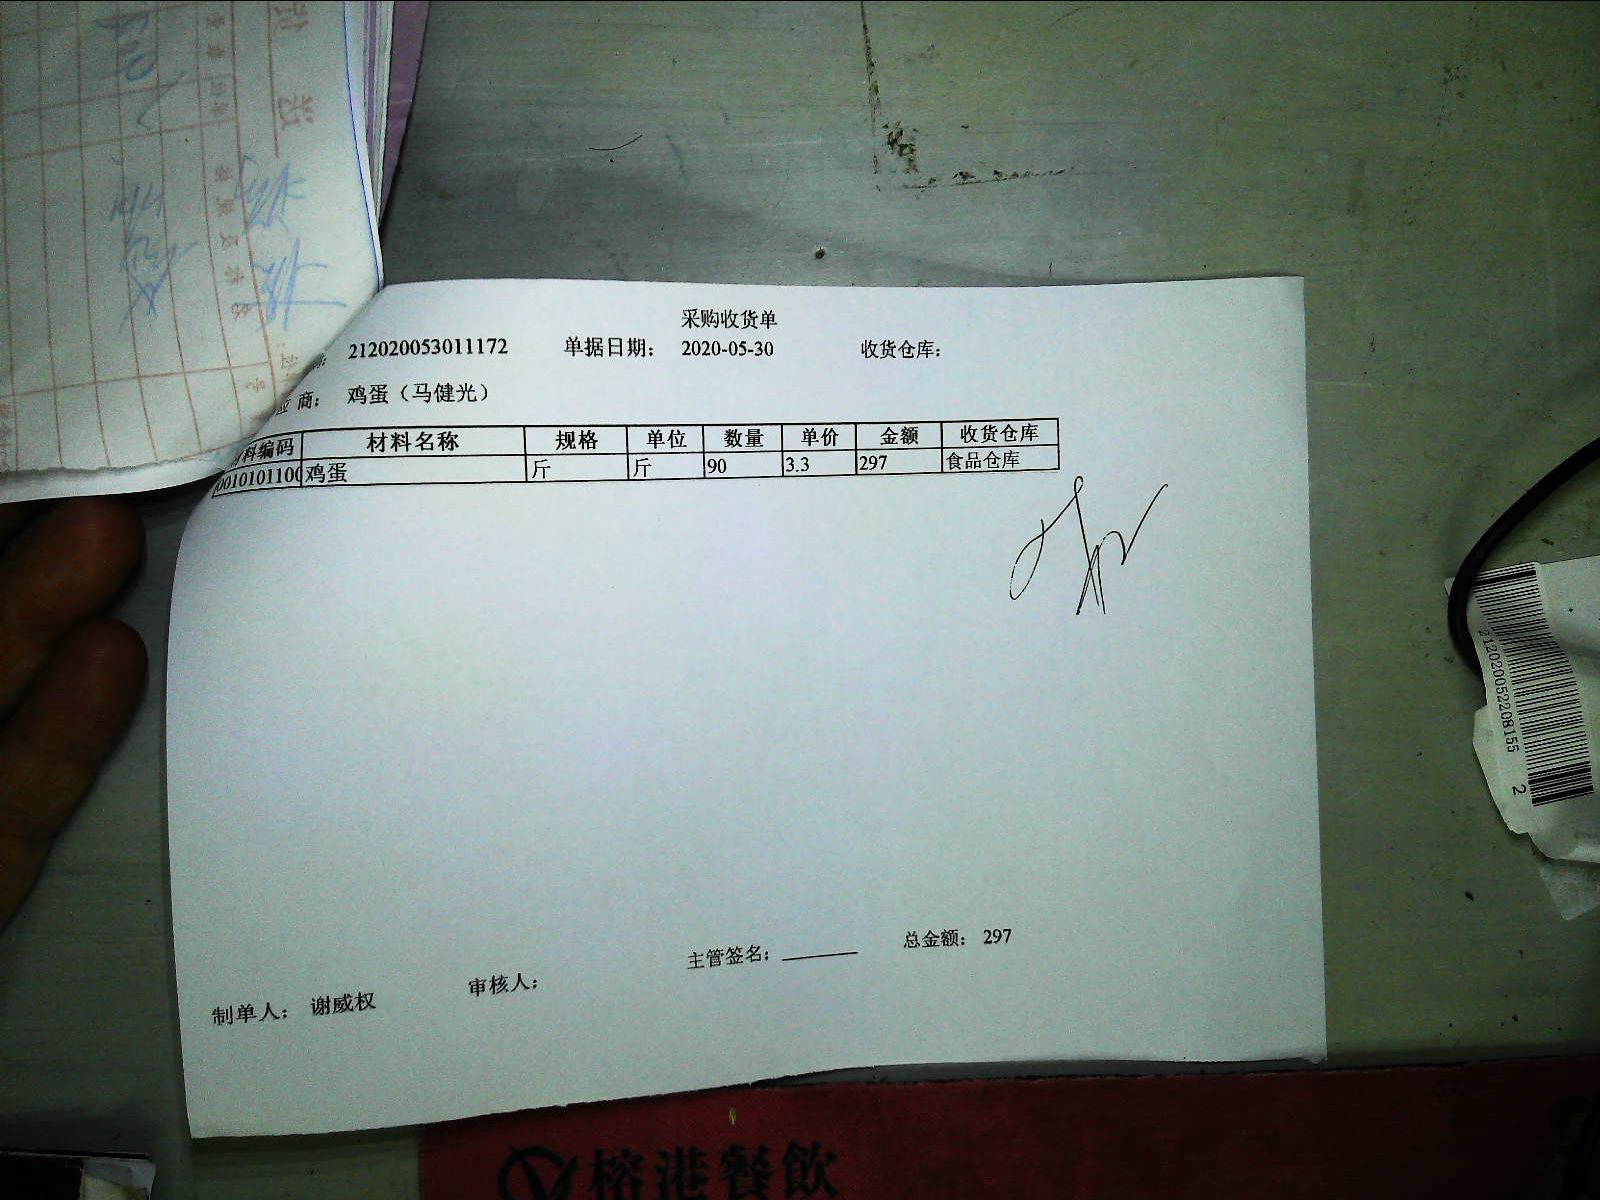 采购收货单
212020053011172 单据日期： 2020-05-30 收货仓库：
商： 鸡蛋（马健光）
料编码 材料名称 规格 单位 数量 单价 金额 收货仓库
0010101100 鸡蛋 斤 斤 90 3.3 297 食品仓库
主管签名： 总金额： 297
制单人： 谢威权 审核人：
2120200522208155 2
榕港餐飲